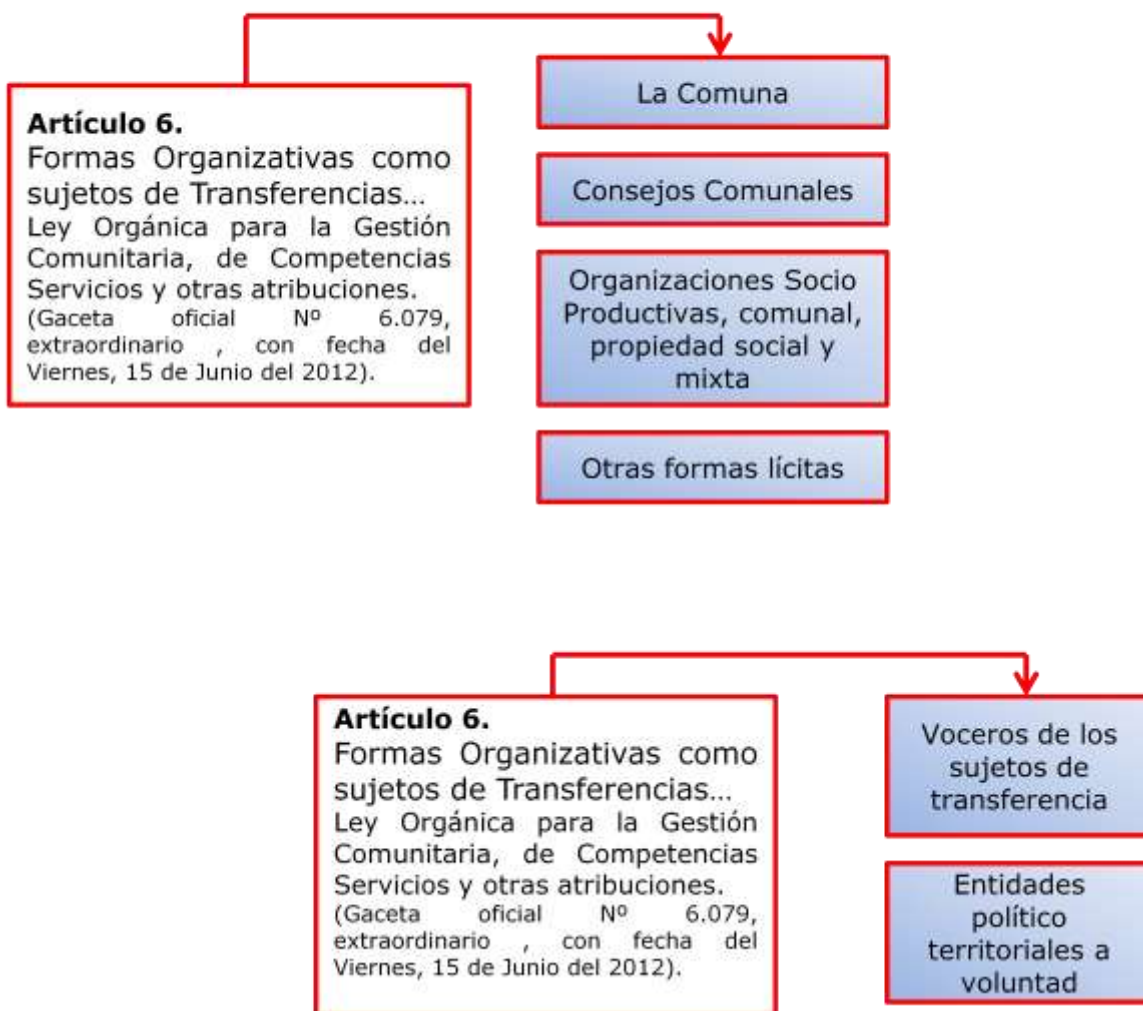 Artículo 6.
Formas Organizativas como
sujetos de Transferencias...
Ley Orgánica para la Gestión
Comunitaria, de Competencias
Servicios y otras atribuciones.
(Gaceta oficial Nº 6.079,
extraordinario , con fecha del
Viernes, 15 de Junio del 2012).
La Comuna
Consejos Comunales
Organizaciones Socio
Productivas, comunal,
propiedad social y
mixta
Otras formas lícitas
Artículo 6.
Formas Organizativas como
sujetos de Transferencias...
Ley Orgánica para la Gestión
Comunitaria, de Competencias
Servicios y otras atribuciones.
(Gaceta oficial Nº 6.079,
extraordinario , con fecha del
Viernes, 15 de Junio del 2012).
Voceros de los
sujetos de
transferencia
Entidades
político
territoriales a
voluntad